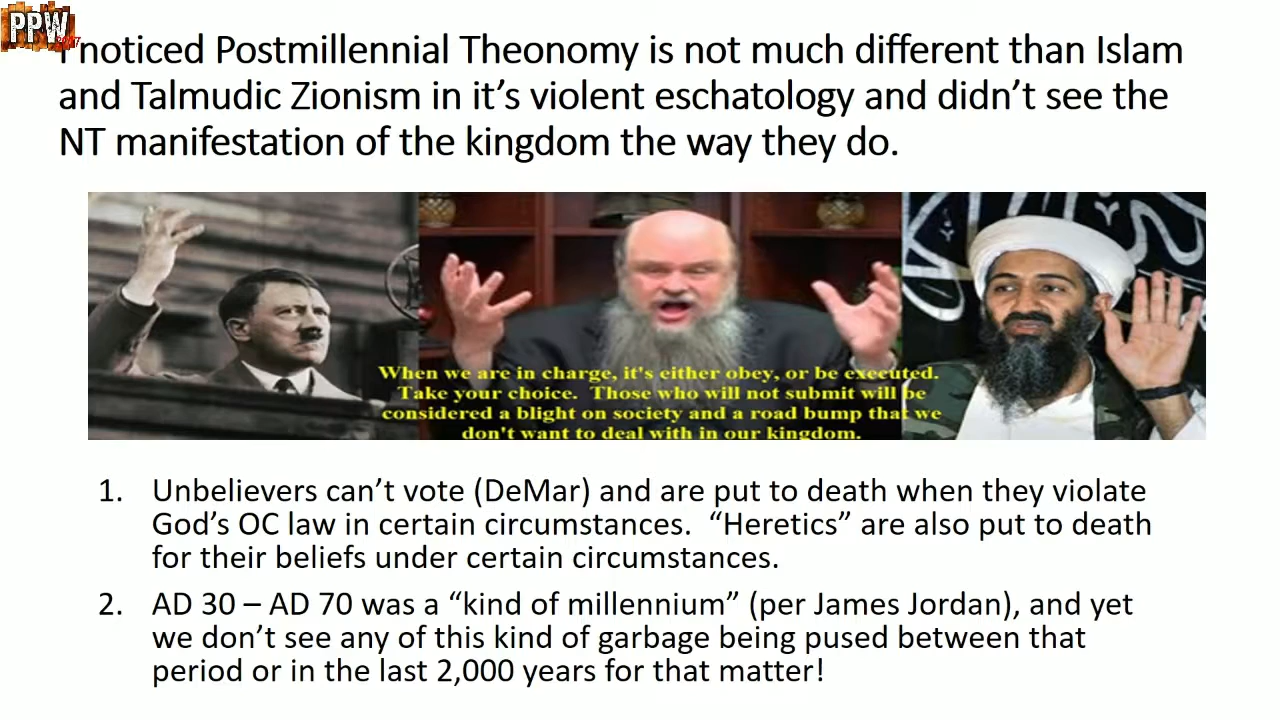 PPW
I noticed Postmillennial Theonomy is not much different than Islam
and Talmudic Zionism in it's violent eschatology and didn't see the
NT manifestation of the kingdom the way they do.
When we are in charge, it's either obey, or be executed.
Take your choice. Those who will not submit will be
considered a blight on society and a road bump that we
don't want to deal with in our kingdom.
1. Unbelievers can't vote (DeMar) and are put to death when they violate
God's OC law in certain circumstances. "Heretics" are also put to death
for their beliefs under certain circumstances.
2. AD 30 – AD 70 was a "kind of millennium" (per James Jordan), and yet
we don't see any of this kind of garbage being pused between that
period or in the last 2,000 years for that matter!